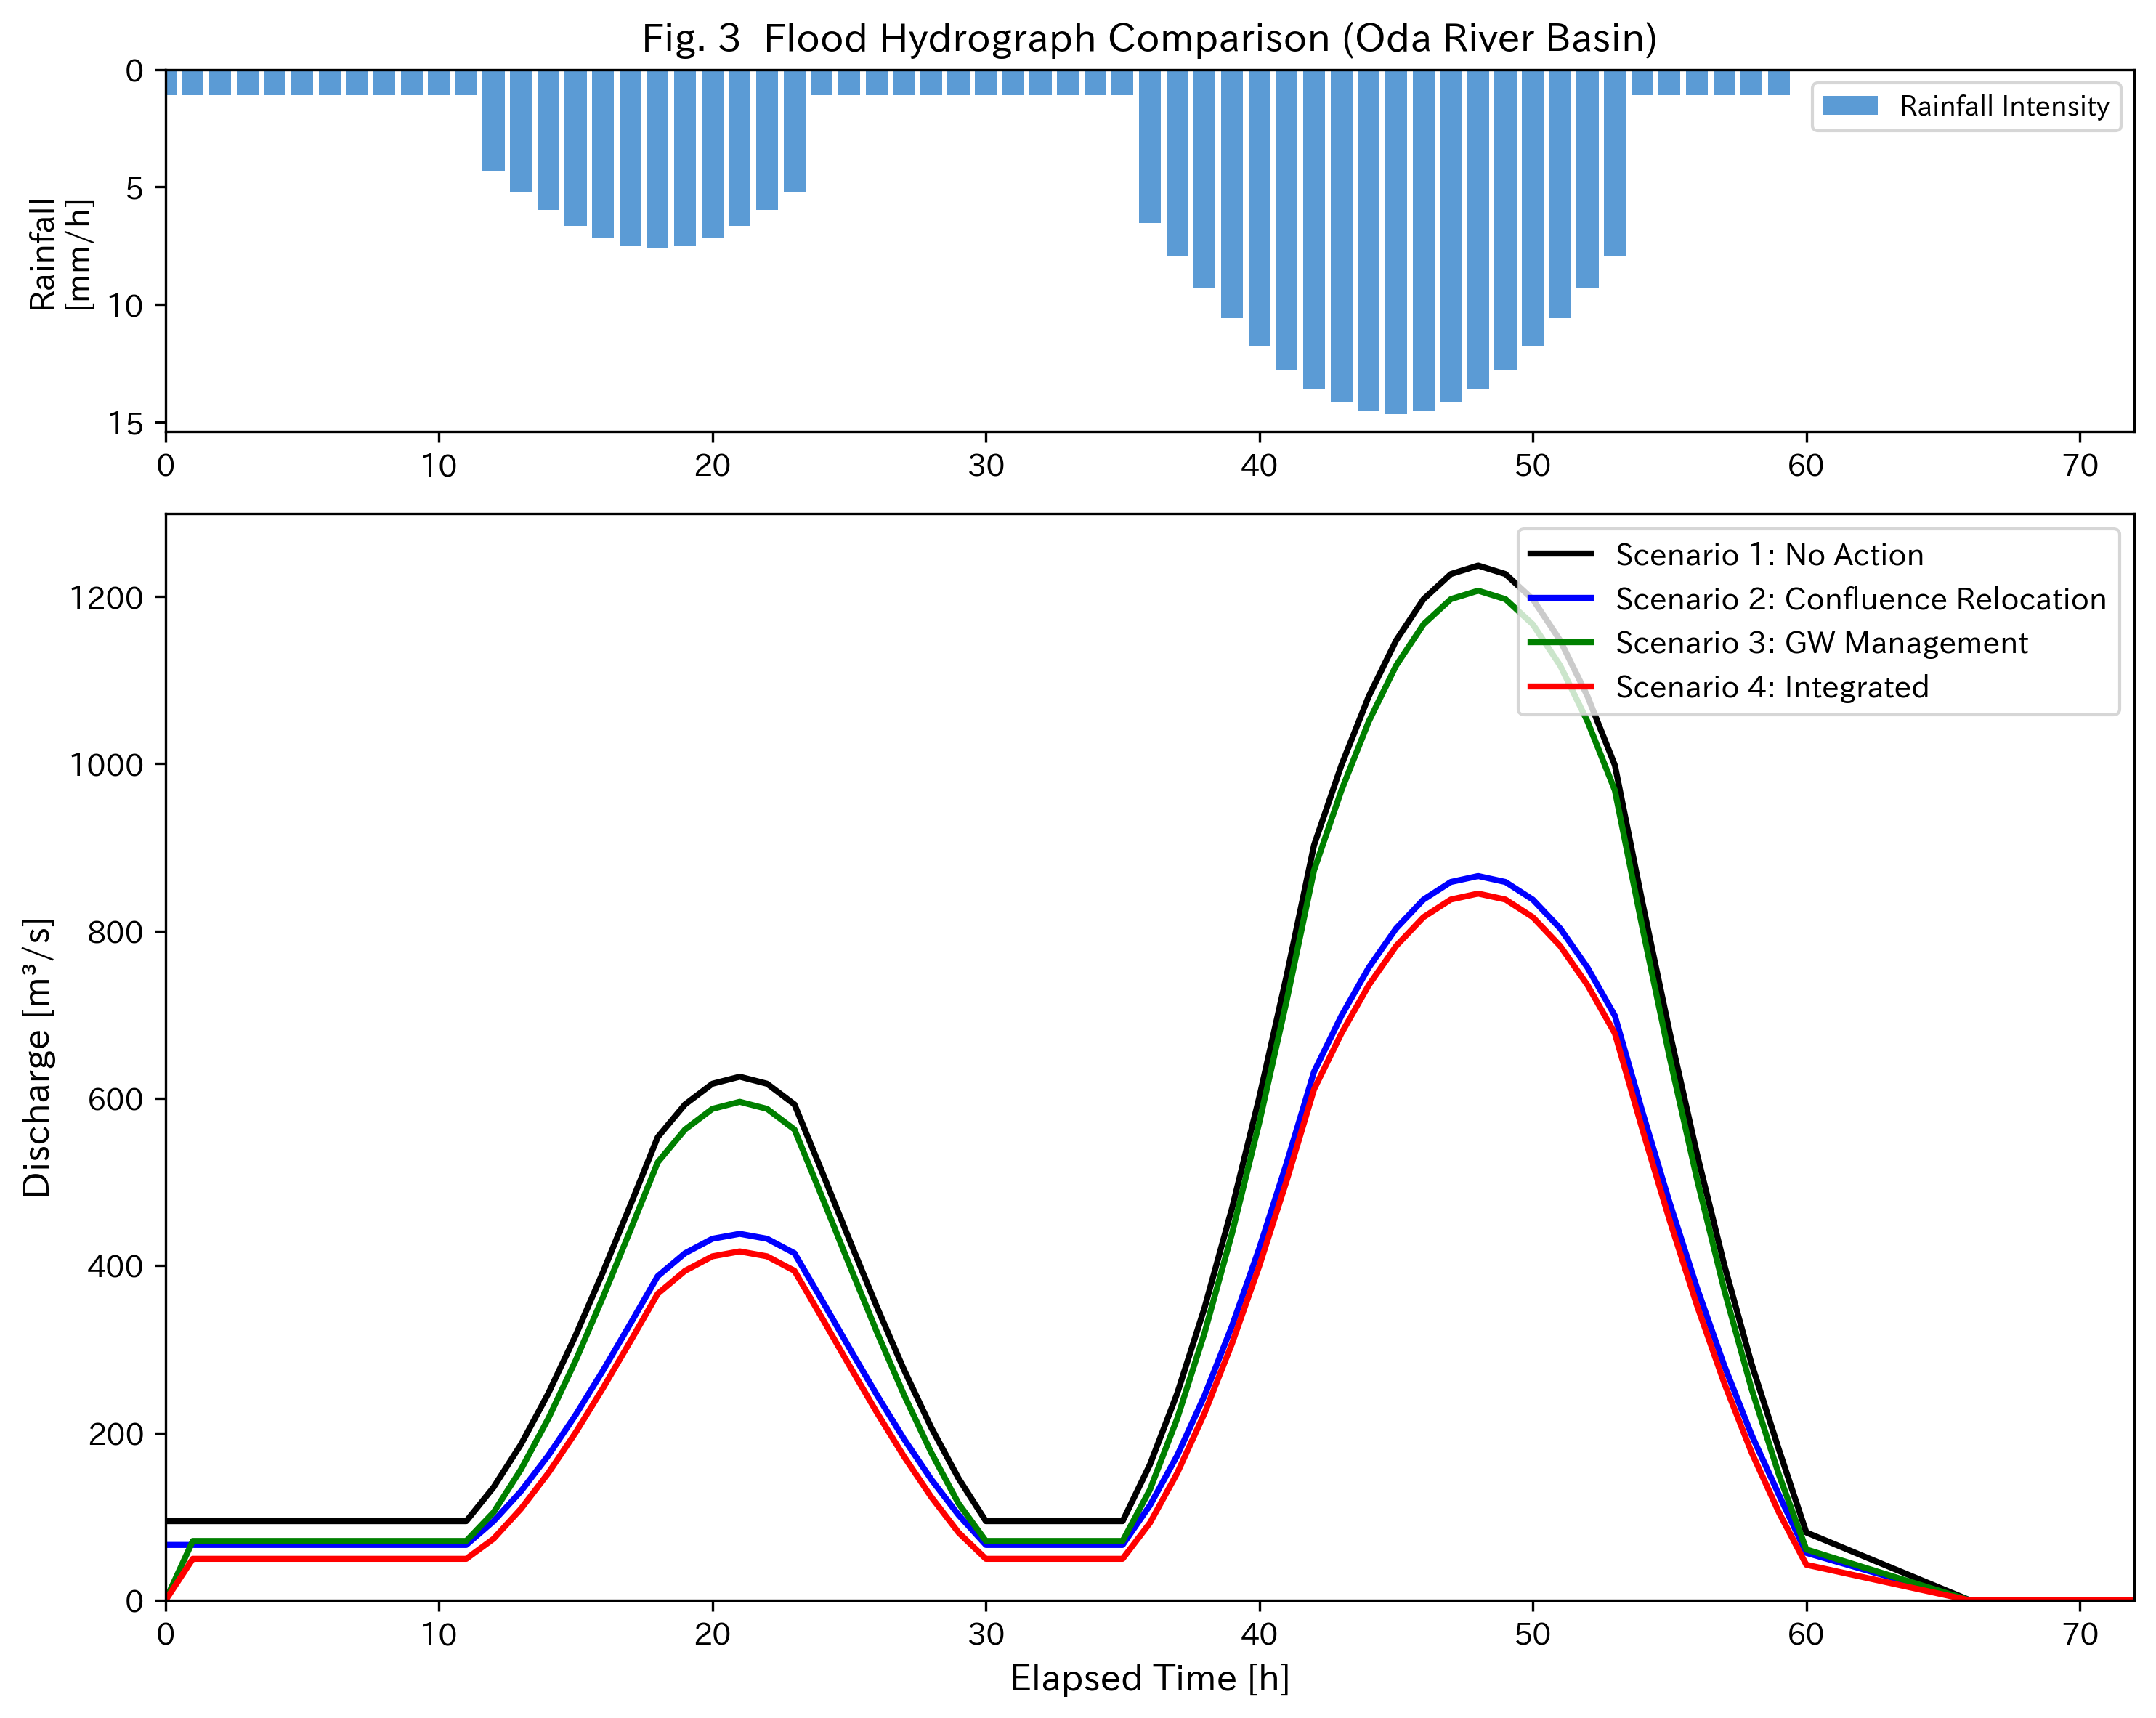 Fig. 3  Flood Hydrograph Comparison (Oda River Basin)
0
5
10
15
Rainfall
[mm/h]
Rainfall Intensity
0 10 20 30 40 50 60 70
Scenario 1: No Action
Scenario 2: Confluence Relocation
Scenario 3: GW Management
Scenario 4: Integrated
1200
1000
800
600
400
200
0
Discharge [m³/s]
0 10 20 30 40 50 60 70
Elapsed Time [h]